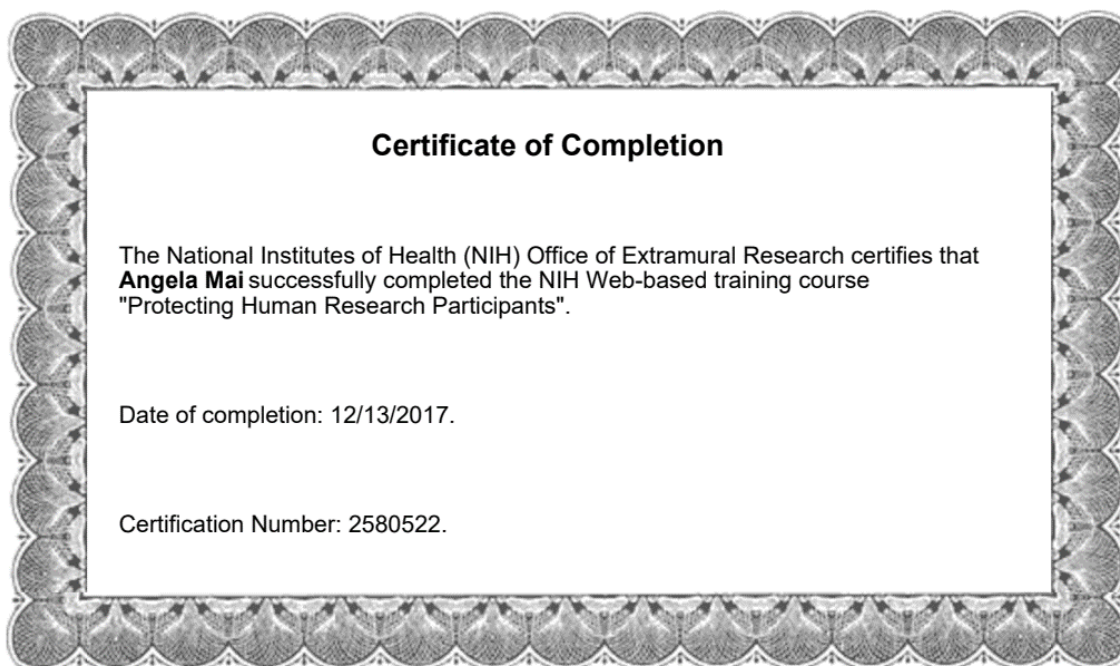 Certificate of Completion
The National Institutes of Health (NIH) Office of Extramural Research certifies that
Angela Mai successfully completed the NIH Web-based training course
"Protecting Human Research Participants".
Date of completion: 12/13/2017.
Certification Number: 2580522.